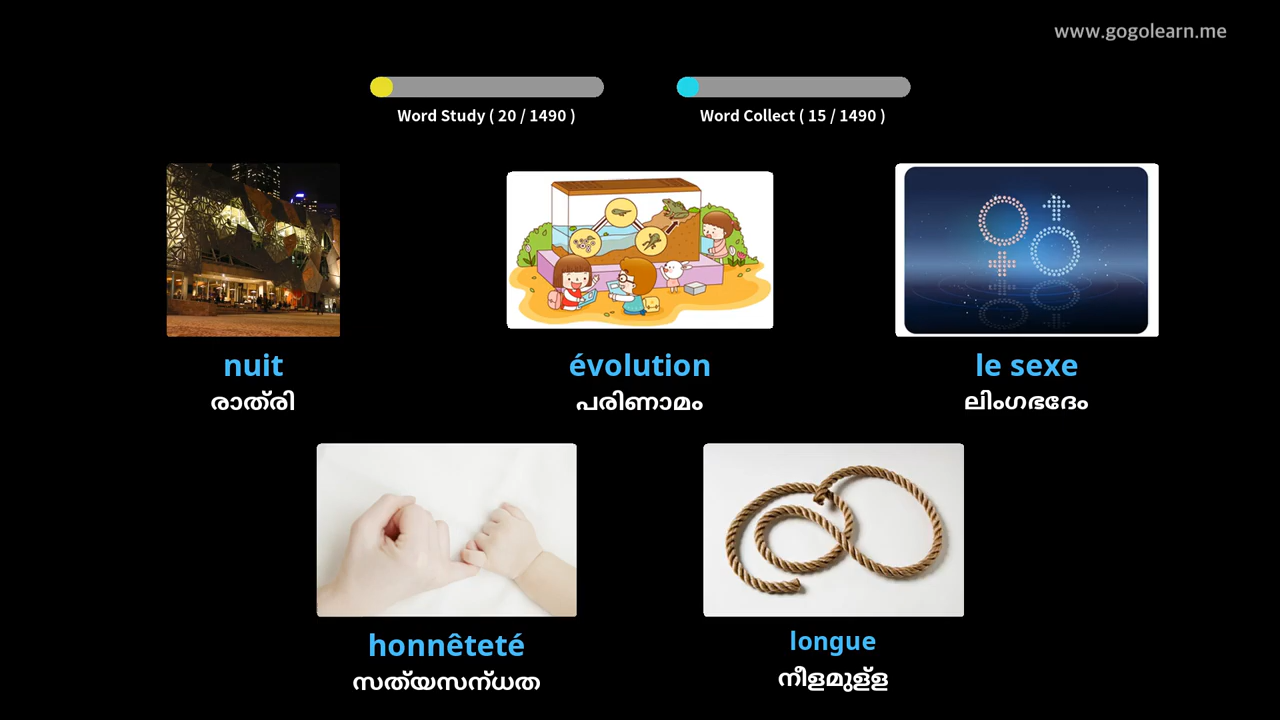 www.gogolearn.me
Word Study ( 20 / 1490 )
Word Collect ( 15 / 1490 )
nuit
évolution
le sexe
രാത്രി
പരിണാമം
ലിംഗഭേദം
honnêteté
longue
സത്യസന്ധത
നീളമുള്ള